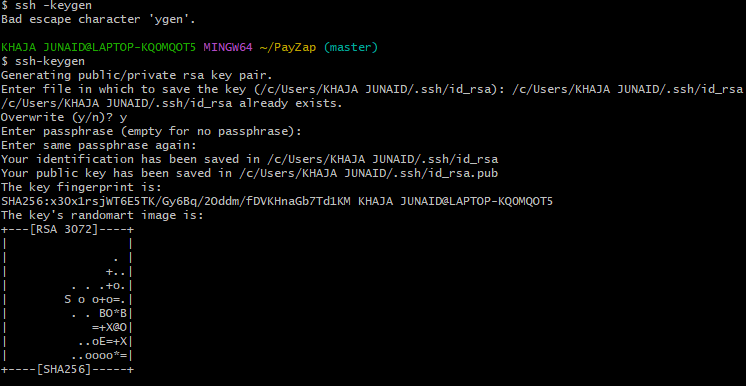 $ ssh -keygen
Bad escape character 'ygen'.
KHAJA JUNAID@LAPTOP-KQOMQOT5 MINGW64 ~/PayZap (master)
$ ssh-keygen
Generating public/private rsa key pair.
Enter file in which to save the key (/c/Users/KHAJA JUNAID/.ssh/id_rsa): /c/Users/KHAJA JUNAID/.ssh/id_rsa
/c/Users/KHAJA JUNAID/.ssh/id_rsa already exists.
Overwrite (y/n)? y
Enter passphrase (empty for no passphrase):
Enter same passphrase again:
Your identification has been saved in /c/Users/KHAJA JUNAID/.ssh/id_rsa
Your public key has been saved in /c/Users/KHAJA JUNAID/.ssh/id_rsa.pub
The key fingerprint is:
SHA256:x3Ox1rsjWT6E5TK/Gy6Bq/2Oddm/fDVKHnaGb7Td1KM KHAJA JUNAID@LAPTOP-KQOMQOT5
The key's randomart image is:
+---[RSA 3072]----+
|                 |
|               . |
|              +..|
|        . . .+o.|
|       S o o+o=.|
|        . . BO*B|
|           =+X@O|
|         ..oE=+X|
|        ..oooo*=|
+----[SHA256]-----+